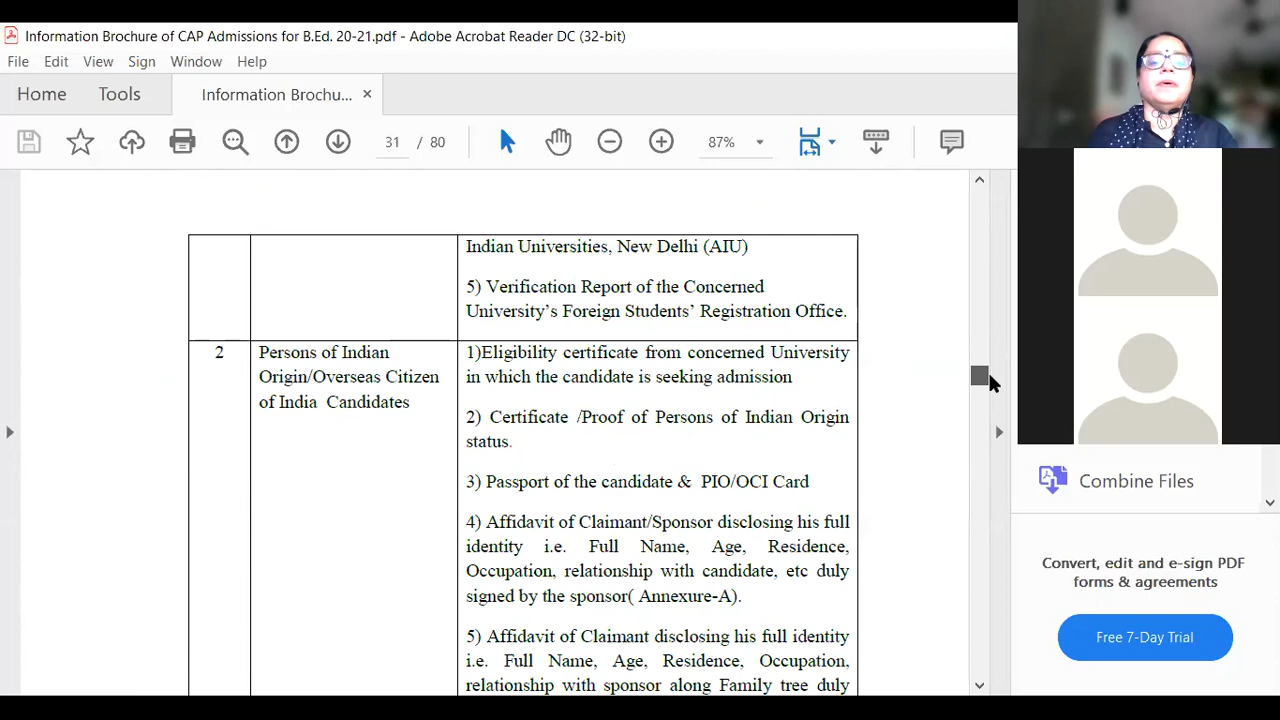 Information Brochure of CAP Admissions for B.Ed. 20-21.pdf - Adobe Acrobat Reader DC (32-bit)
File Edit View Sign Window Help
Home Tools Information Brochu... ×
31 / 80 87%
Indian Universities, New Delhi (AIU)
5) Verification Report of the Concerned
University's Foreign Students' Registration Office.
2 Persons of Indian
Origin/Overseas Citizen
of India Candidates
1)Eligibility certificate from concerned University
in which the candidate is seeking admission
2) Certificate /Proof of Persons of Indian Origin
status.
3) Passport of the candidate & PIO/OCI Card
4) Affidavit of Claimant/Sponsor disclosing his full
identity i.e. Full Name, Age, Residence,
Occupation, relationship with candidate, etc duly
signed by the sponsor( Annexure-A).
5) Affidavit of Claimant disclosing his full identity
i.e. Full Name, Age, Residence, Occupation,
relationship with sponsor along Family tree duly
Combine Files
Convert, edit and e-sign PDF
forms & agreements
Free 7-Day Trial